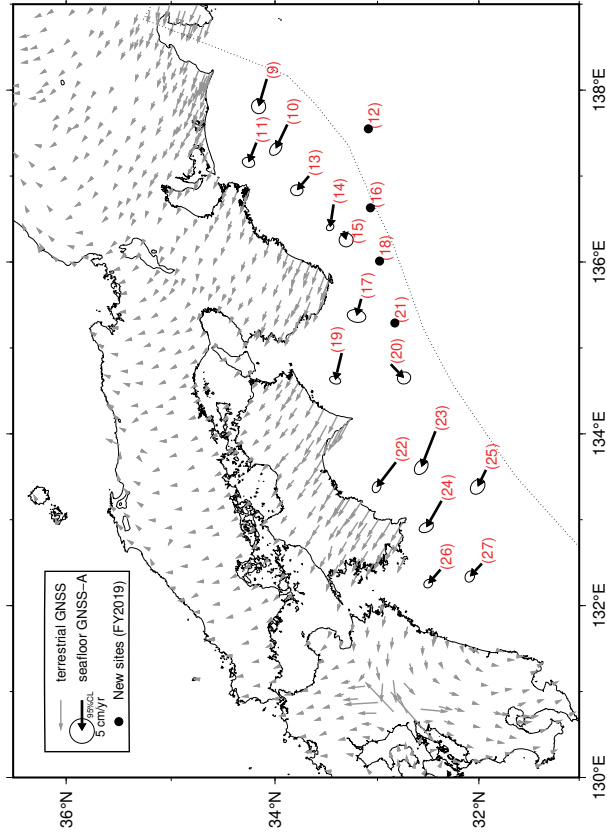 terrestrial GNSS
seafloor GNSS−A
95%CL
5 cm/yr
New sites (FY2019)
36°N
34°N
32°N
130°E
132°E
134°E
136°E
138°E
(9)
(10)
(11)
(12)
(13)
(14)
(15)
(16)
(17)
(18)
(19)
(20)
(21)
(22)
(23)
(24)
(25)
(26)
(27)